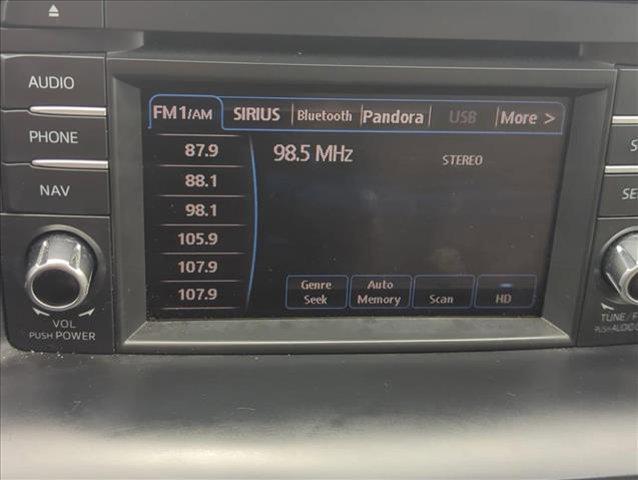 AUDIO
PHONE
NAV
VOL
PUSH POWER
FM1/AM SIRIUS Bluetooth Pandora USB More >
87.9
88.1
98.1
105.9
107.9
107.9
98.5 MHz
STEREO
Genre Seek
Auto Memory
Scan
HD
TUNE